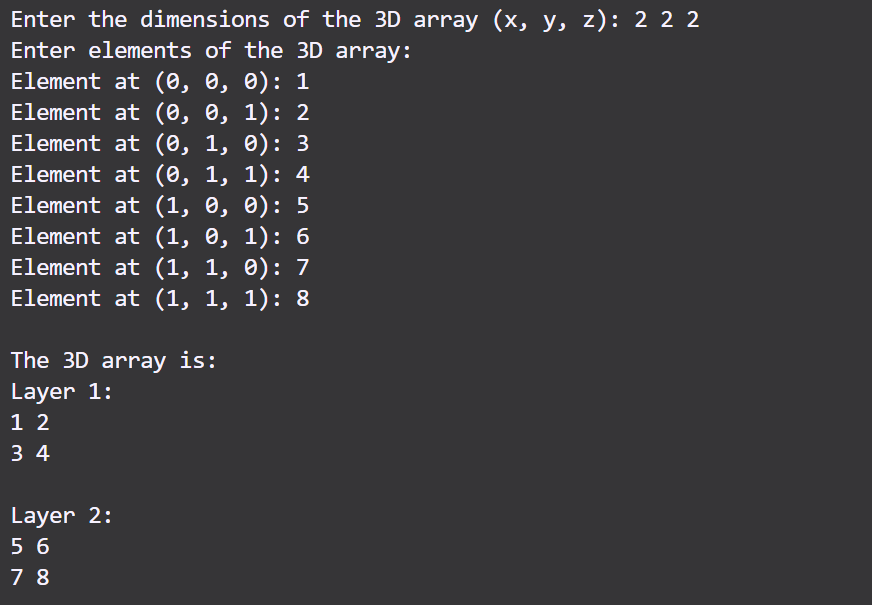 Enter the dimensions of the 3D array (x, y, z): 2 2 2
Enter elements of the 3D array:
Element at (0, 0, 0): 1
Element at (0, 0, 1): 2
Element at (0, 1, 0): 3
Element at (0, 1, 1): 4
Element at (1, 0, 0): 5
Element at (1, 0, 1): 6
Element at (1, 1, 0): 7
Element at (1, 1, 1): 8

The 3D array is:
Layer 1:
1 2
3 4

Layer 2:
5 6
7 8